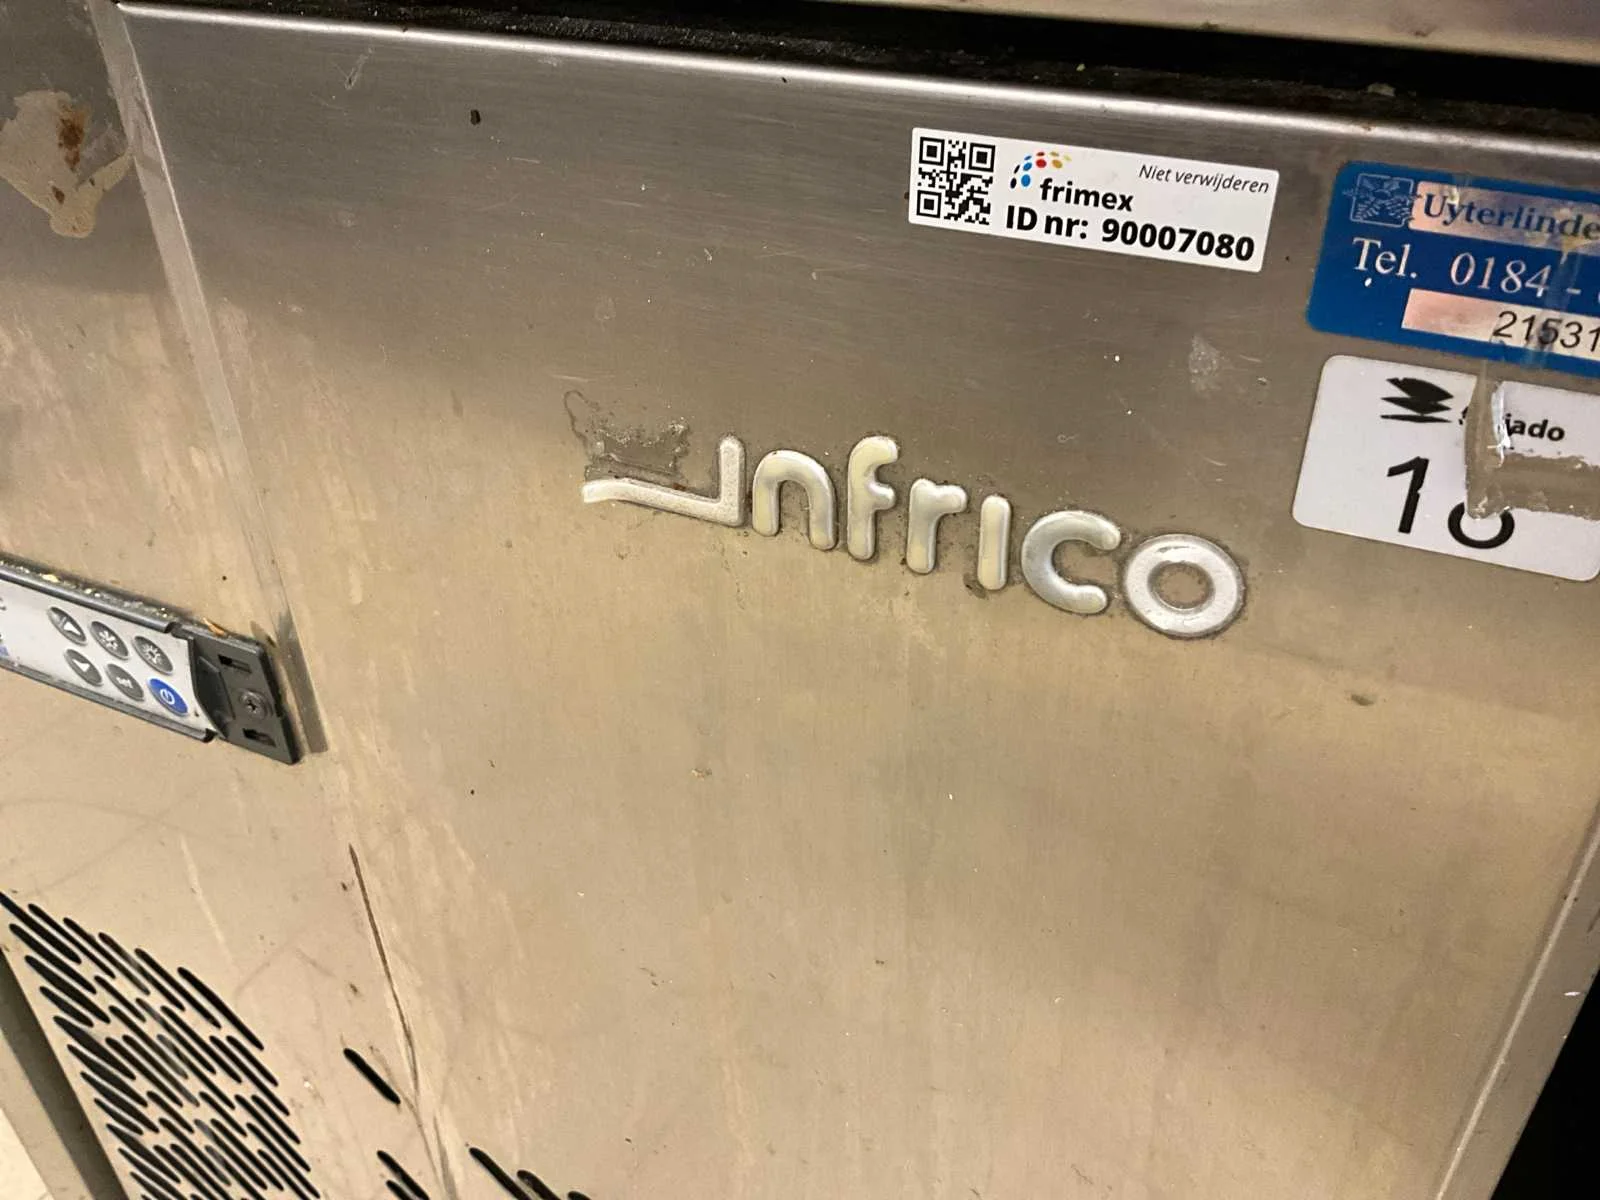 Niet verwijderen
frimex
ID nr: 90007080
Uyterlinde
Tel. 0184 -
21531
infrico
set